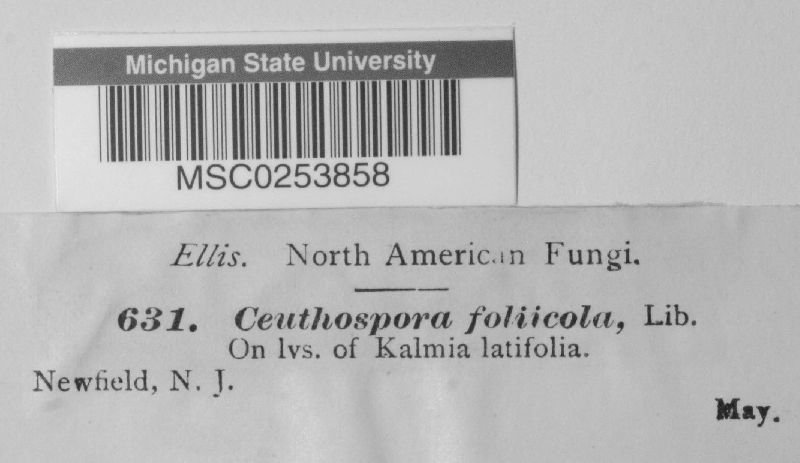 Michigan State University
MSC0253858
Ellis. North American Fungi.
631. Ceuthospora foliicola, Lib.
On lvs. of Kalmia latifolia.
Newfield, N. J.
May.